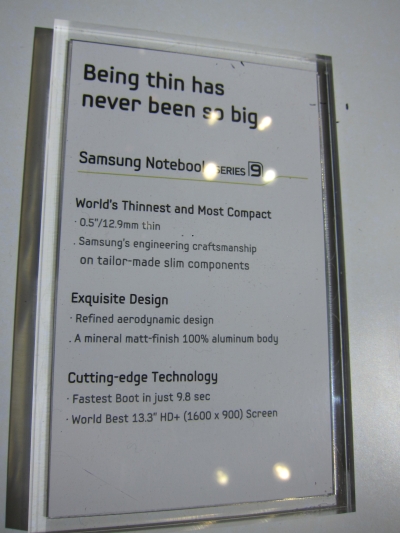 Being thin has
never been so big.
Samsung Notebook SERIES 9
World's Thinnest and Most Compact
· 0.5"/12.9mm thin
. Samsung's engineering craftsmanship
on tailor-made slim components
Exquisite Design
· Refined aerodynamic design
. A mineral matt-finish 100% aluminum body
Cutting-edge Technology
· Fastest Boot in just 9.8 sec
· World Best 13.3" HD+ (1600 x 900) Screen